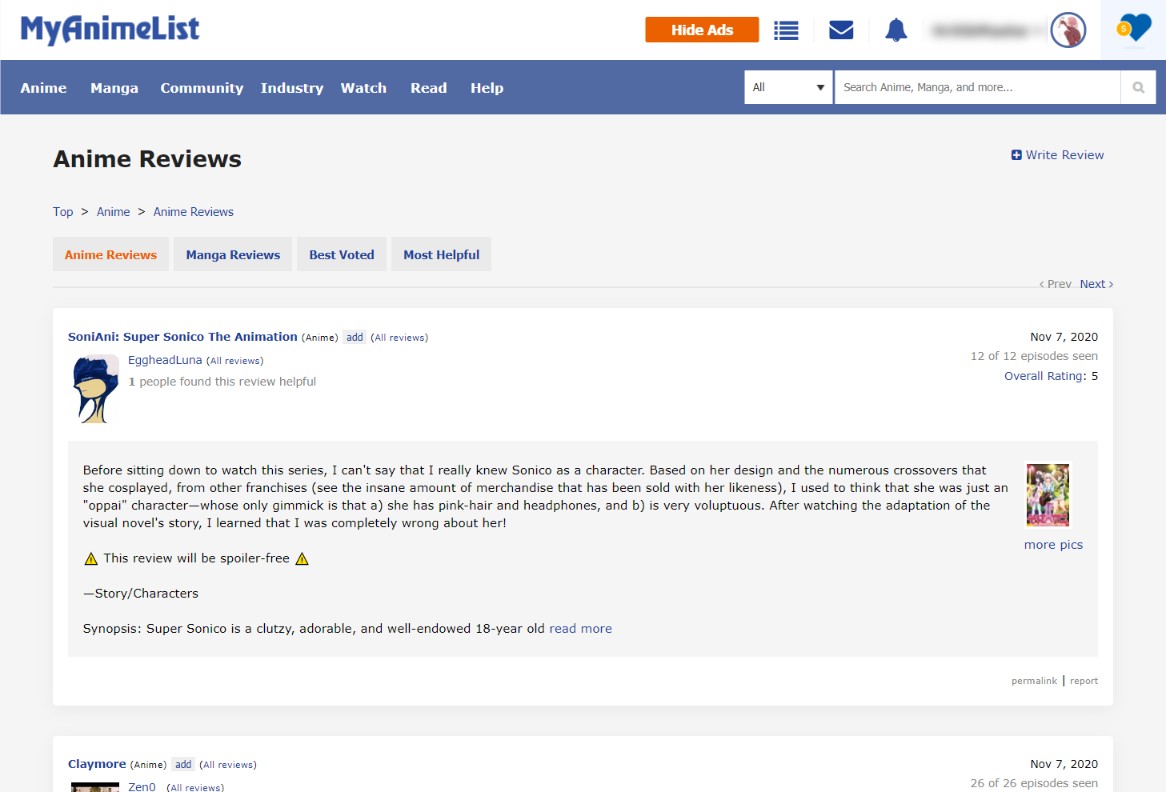 MyAnimeList
Hide Ads
Anime Manga Community Industry Watch Read Help
All
Search Anime, Manga, and more...
Anime Reviews
Write Review
Top > Anime > Anime Reviews
Anime Reviews Manga Reviews Best Voted Most Helpful
‹ Prev Next ›
SoniAni: Super Sonico The Animation (Anime) add (All reviews)
Nov 7, 2020
EggheadLuna (All reviews)
12 of 12 episodes seen
1 people found this review helpful
Overall Rating: 5
Before sitting down to watch this series, I can't say that I really knew Sonico as a character. Based on her design and the numerous crossovers that
she cosplayed, from other franchises (see the insane amount of merchandise that has been sold with her likeness), I used to think that she was just an
"oppai" character—whose only gimmick is that a) she has pink-hair and headphones, and b) is very voluptuous. After watching the adaptation of the
visual novel's story, I learned that I was completely wrong about her!
more pics
⚠ This review will be spoiler-free ⚠
—Story/Characters
Synopsis: Super Sonico is a clutzy, adorable, and well-endowed 18-year old read more
permalink | report
Claymore (Anime) add (All reviews)
Nov 7, 2020
Zen0 (All reviews)
26 of 26 episodes seen